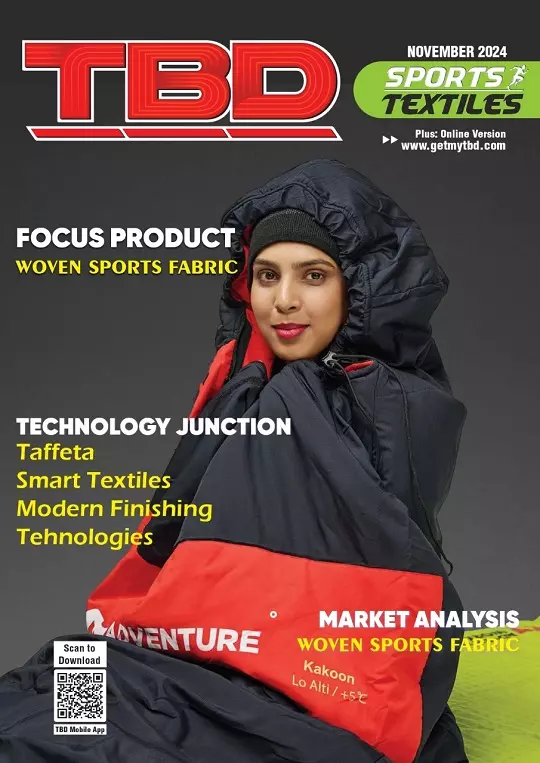 TBD
NOVEMBER 2024
SPORTS
TEXTILES
Plus: Online Version
www.getmytbd.com
FOCUS PRODUCT
WOVEN SPORTS FABRIC
TECHNOLOGY JUNCTION
Taffeta
Smart Textiles
Modern Finishing
Tehnologies
ADVENTURE
Kakoon
Lo Alti / +5℃
MARKET ANALYSIS
WOVEN SPORTS FABRIC
Scan to
Download
TBD Mobile App